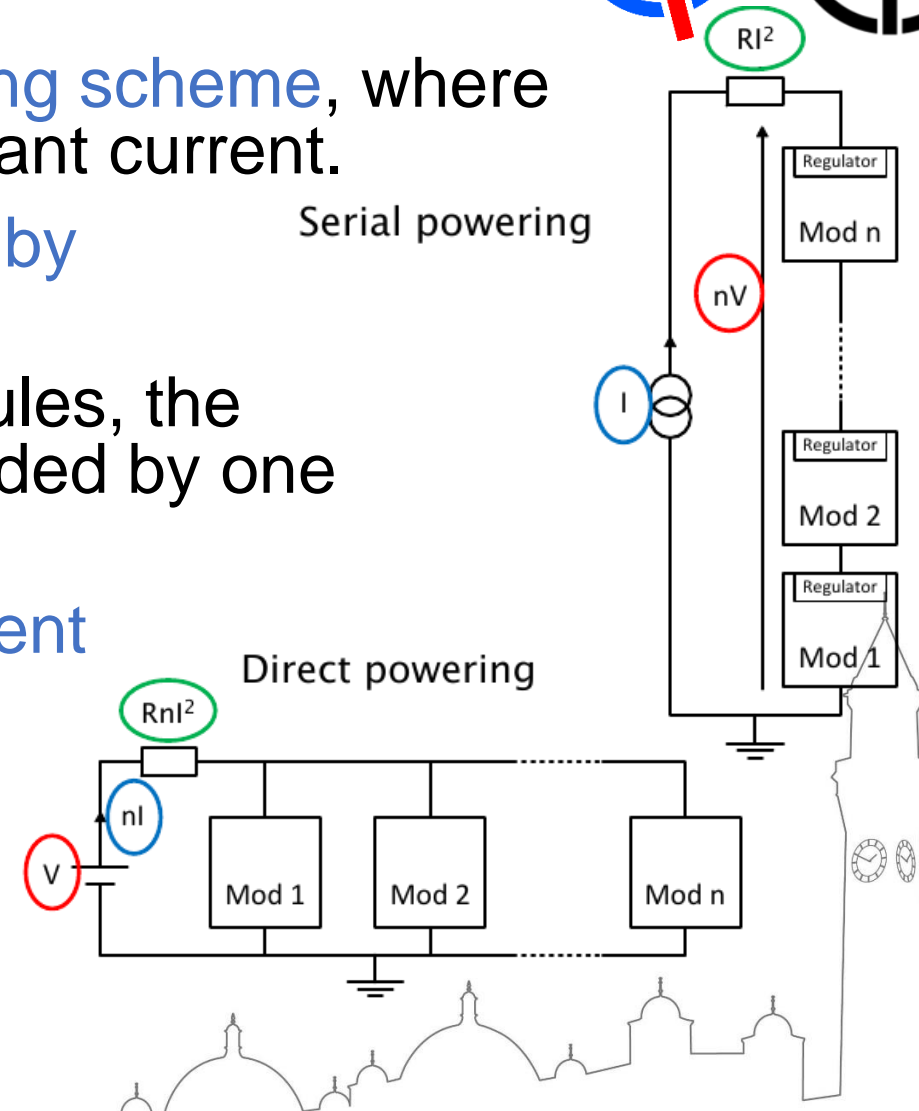 RI²
ng scheme, where
ant current.
Regulator
Serial powering
Mod n
by
nV
ules, the
I
ded by one
Regulator
Mod 2
Regulator
ent
Mod 1
Direct powering
RnI²
nI
V
Mod 1
Mod 2
Mod n